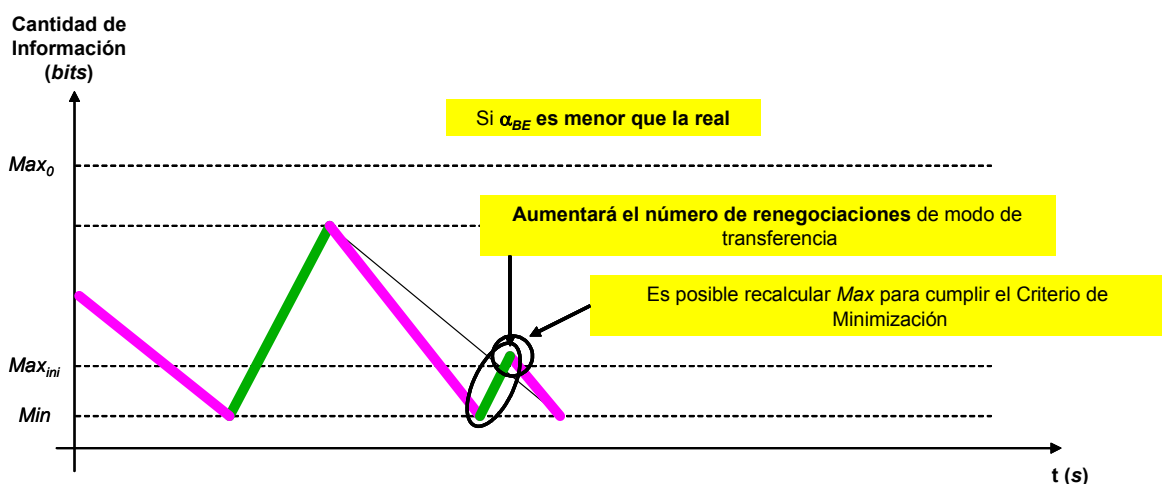 Cantidad de
Información
(bits)
Si αBE es menor que la real
Max0
Aumentará el número de renegociaciones de modo de
transferencia
Es posible recalcular Max para cumplir el Criterio de
Minimización
Maxini
Min
t (s)